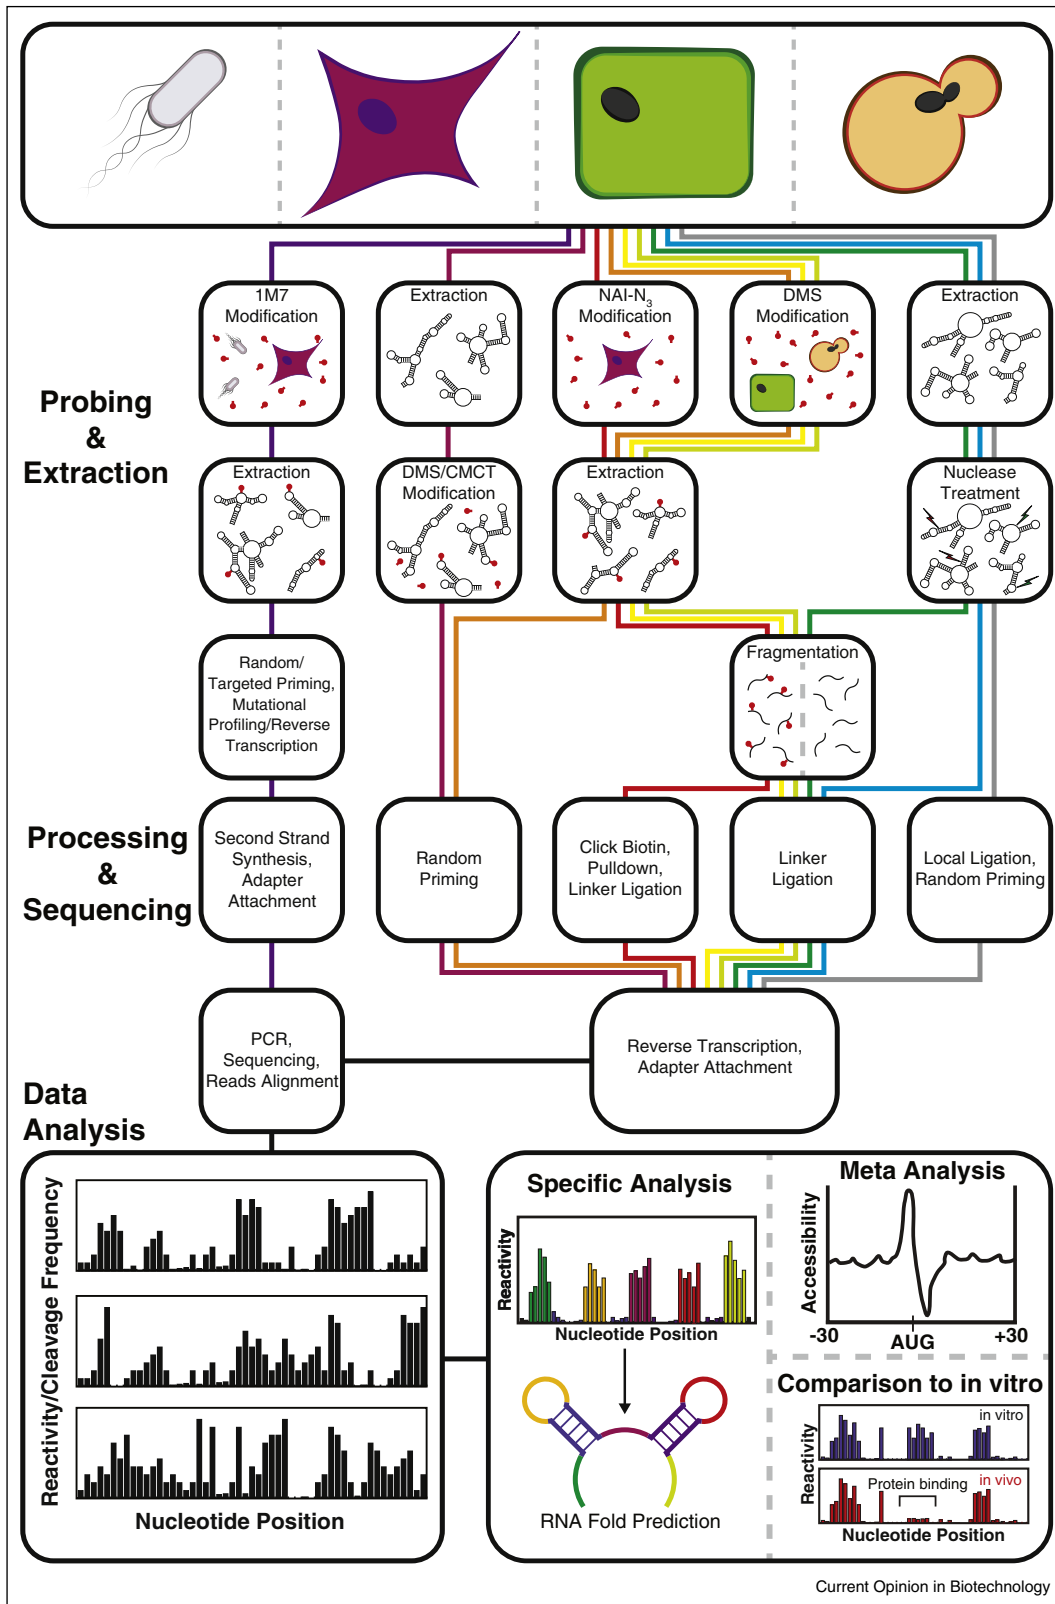 1M7
Modification
Extraction
NAI-N3
Modification
DMS
Modification
Extraction
Probing
&
Extraction
Extraction
DMS/CMCT
Modification
Extraction
Nuclease
Treatment
Random/
Targeted Priming,
Mutational
Profiling/Reverse
Transcription
Fragmentation
Processing
&
Sequencing
Second Strand
Synthesis,
Adapter
Attachment
Random
Priming
Click Biotin,
Pulldown,
Linker Ligation
Linker
Ligation
Local Ligation,
Random Priming
PCR,
Sequencing,
Reads Alignment
Reverse Transcription,
Adapter Attachment
Data
Analysis
Reactivity/Cleavage Frequency
Nucleotide Position
Specific Analysis
Reactivity
Nucleotide Position
RNA Fold Prediction
Meta Analysis
Accessibility
-30
AUG
+30
Comparison to in vitro
Reactivity
in vitro
in vivo
Protein binding
Nucleotide Position
Current Opinion in Biotechnology